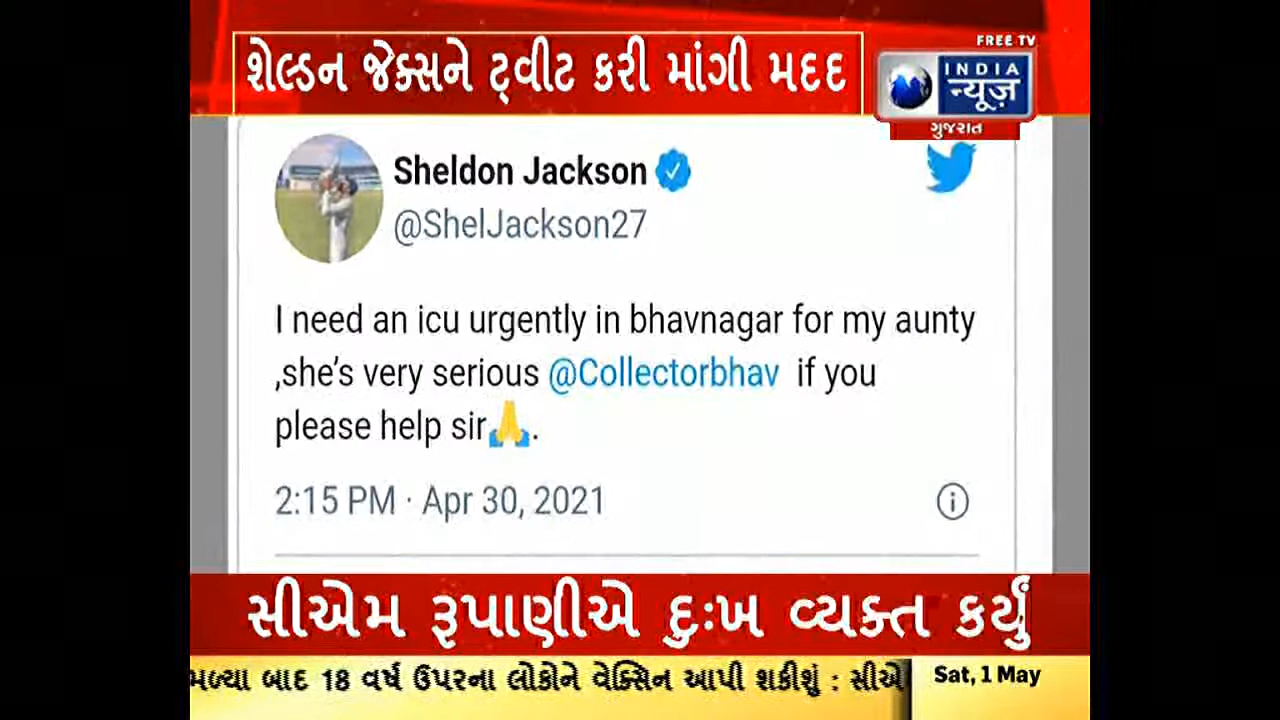 શેલ્ડન જેક્સને ટ્વીટ કરી માંગી મદદ
FREE TV
INDIA
न्यूज़
ગુજરાત
Sheldon Jackson
@ShelJackson27
I need an icu urgently in bhavnagar for my aunty
,she's very serious @Collectorbhav if you
please help sir🙏.
2:15 PM · Apr 30, 2021
સીએમ રૂપાણીએ દુઃખ વ્યક્ત કર્યું
મળ્યા બાદ 18 વર્ષ ઉપરના લોકોને વેક્સિન આપી શકીશું : સીએ
Sat, 1 May